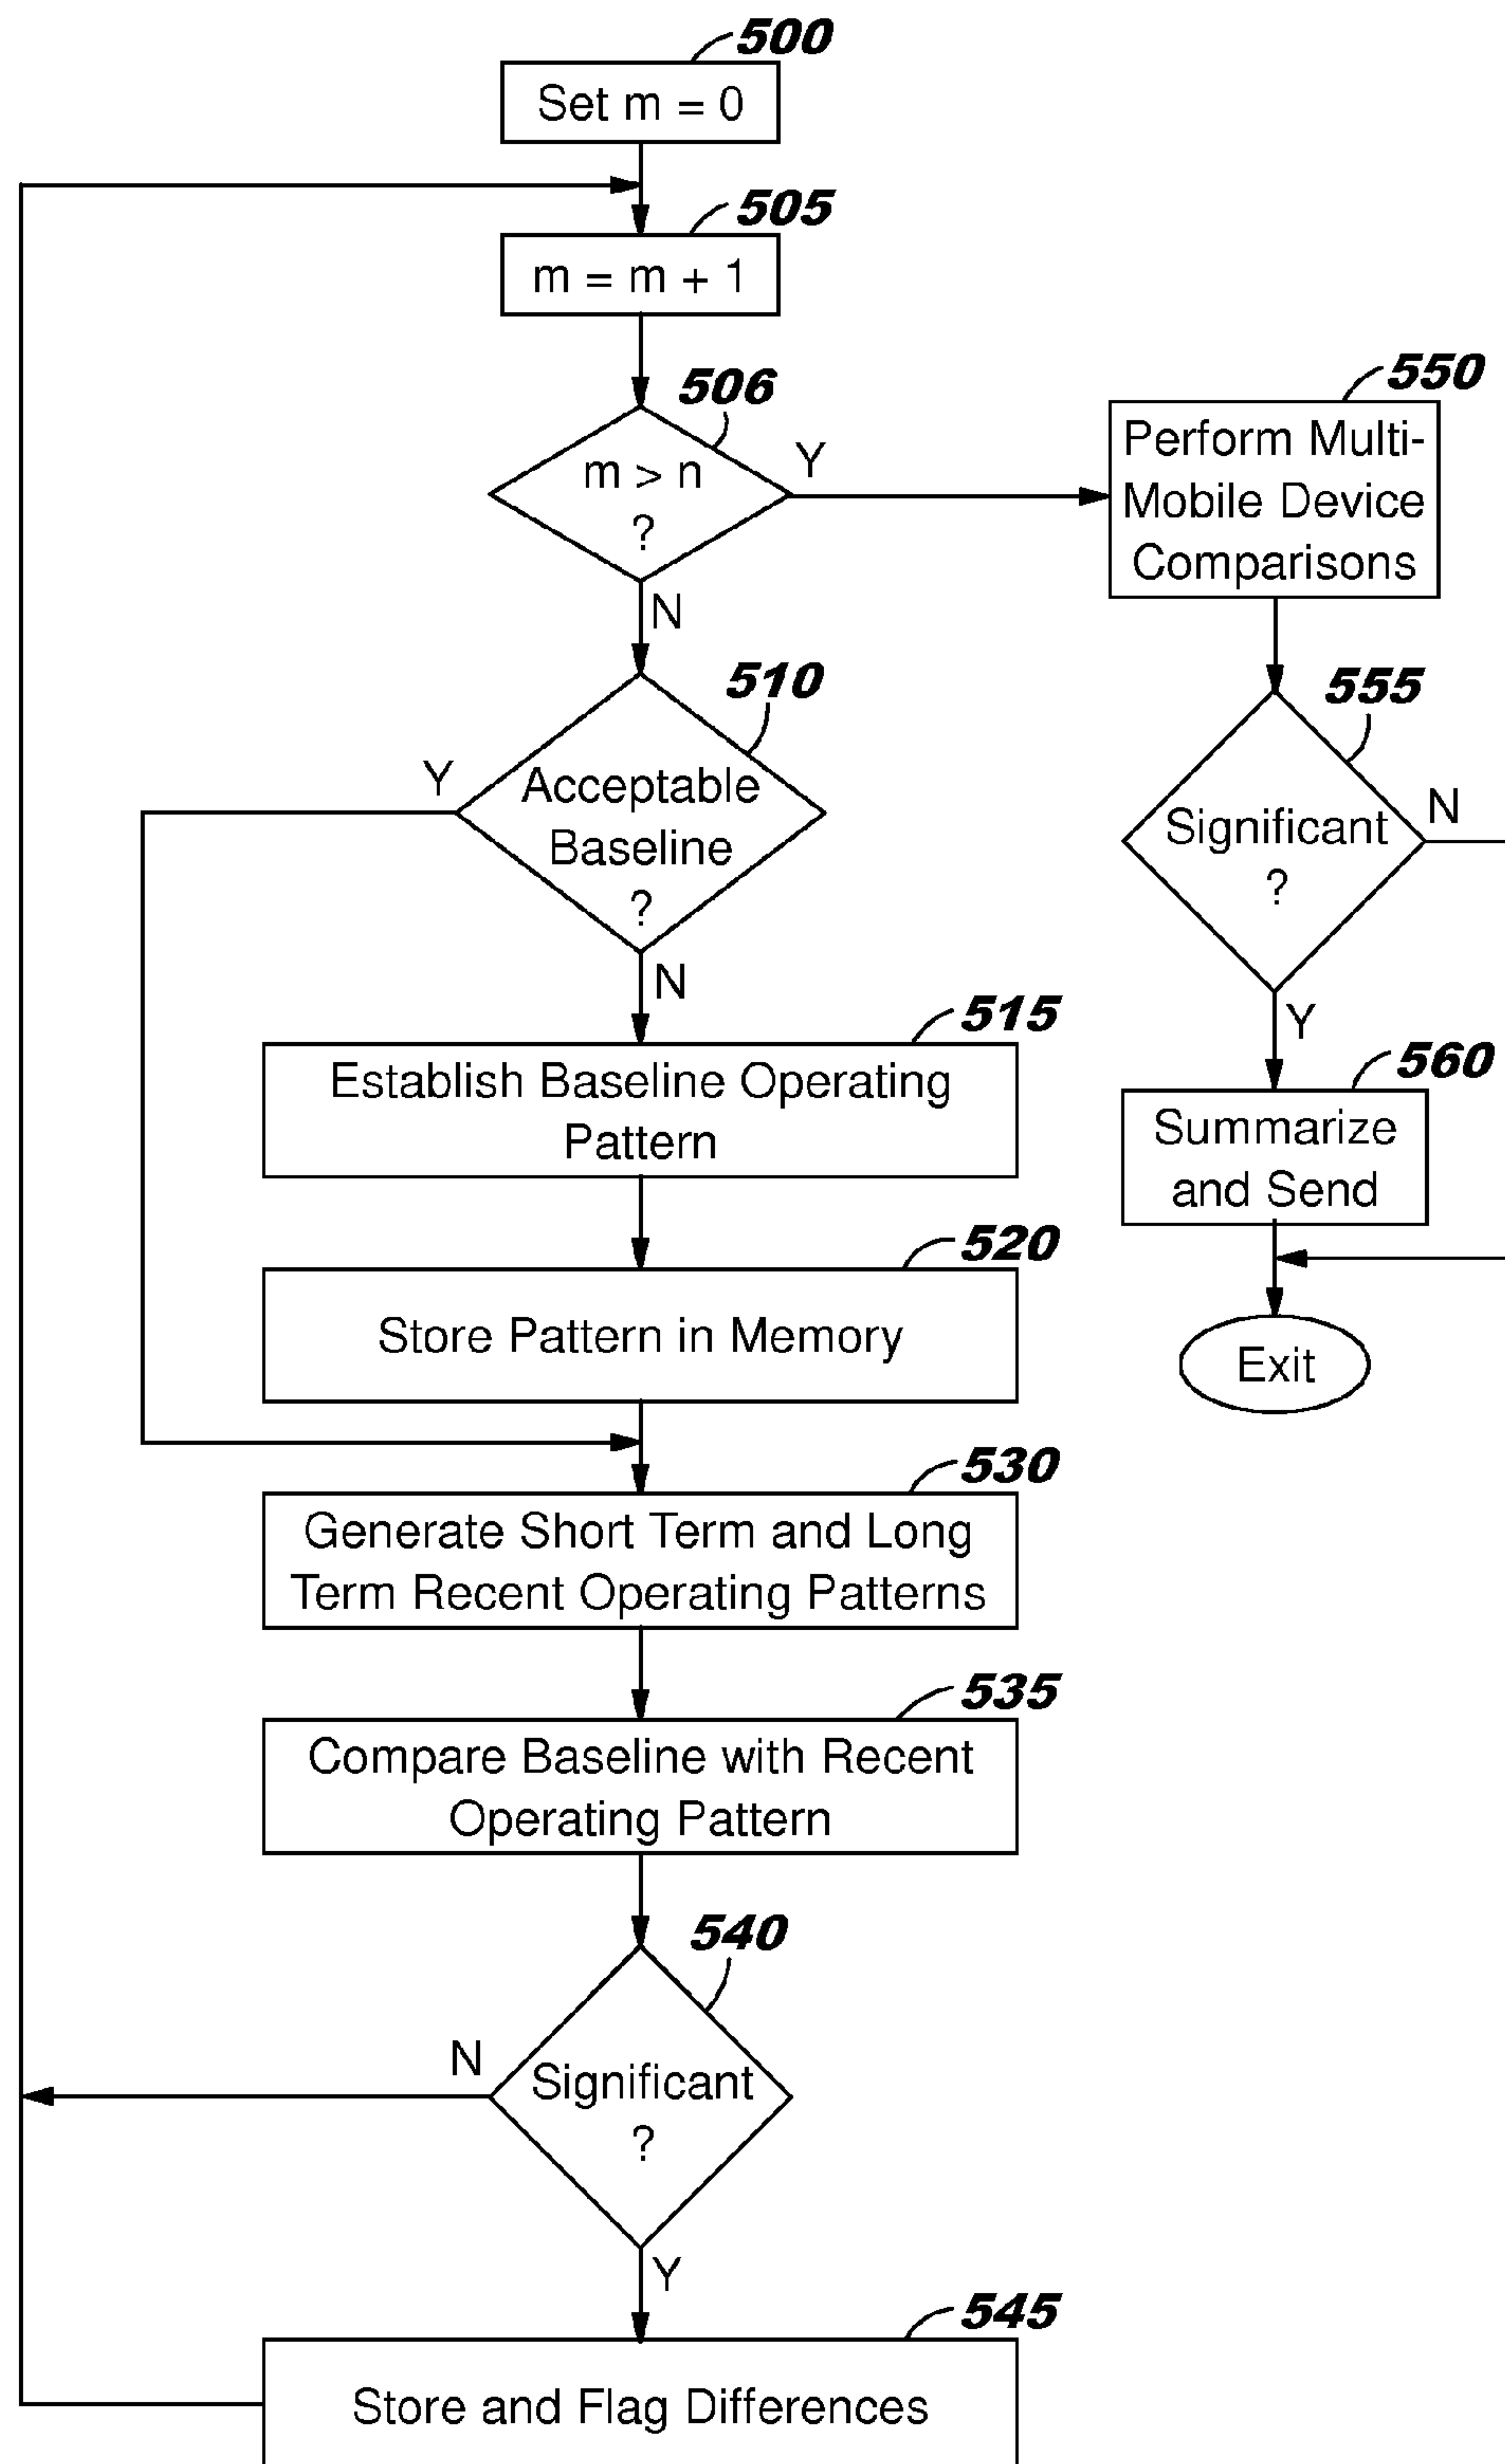 500
Set m = 0
505
m = m + 1
506
m > n
?
Y
N
510
Acceptable
Baseline
?
Y
N
515
Establish Baseline Operating
Pattern
520
Store Pattern in Memory
530
Generate Short Term and Long
Term Recent Operating Patterns
535
Compare Baseline with Recent
Operating Pattern
540
Significant
?
N
Y
545
Store and Flag Differences
550
Perform Multi-
Mobile Device
Comparisons
555
Significant
?
N
Y
560
Summarize
and Send
Exit